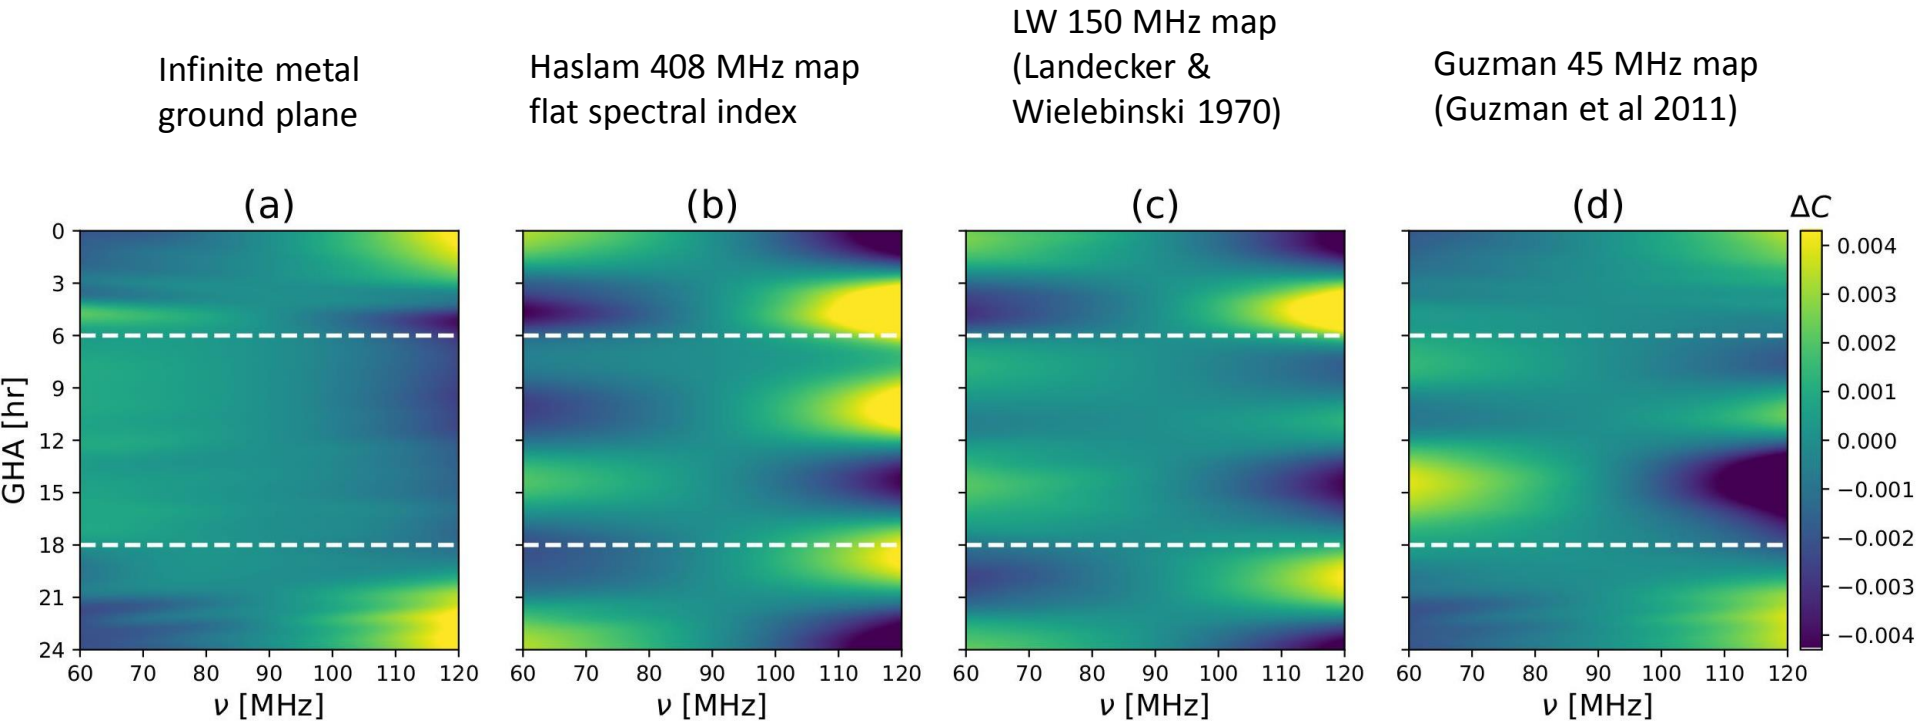 Infinite metal
ground plane
Haslam 408 MHz map
flat spectral index
LW 150 MHz map
(Landecker &
Wielebinski 1970)
Guzman 45 MHz map
(Guzman et al 2011)
(a)
(b)
(c)
(d)
ΔC
GHA [hr]
0
3
6
9
12
15
18
21
24
60 70 80 90 100 110 120
ν [MHz]
60 70 80 90 100 110 120
ν [MHz]
60 70 80 90 100 110 120
ν [MHz]
60 70 80 90 100 110 120
ν [MHz]
0.004
0.003
0.002
0.001
0.000
−0.001
−0.002
−0.003
−0.004